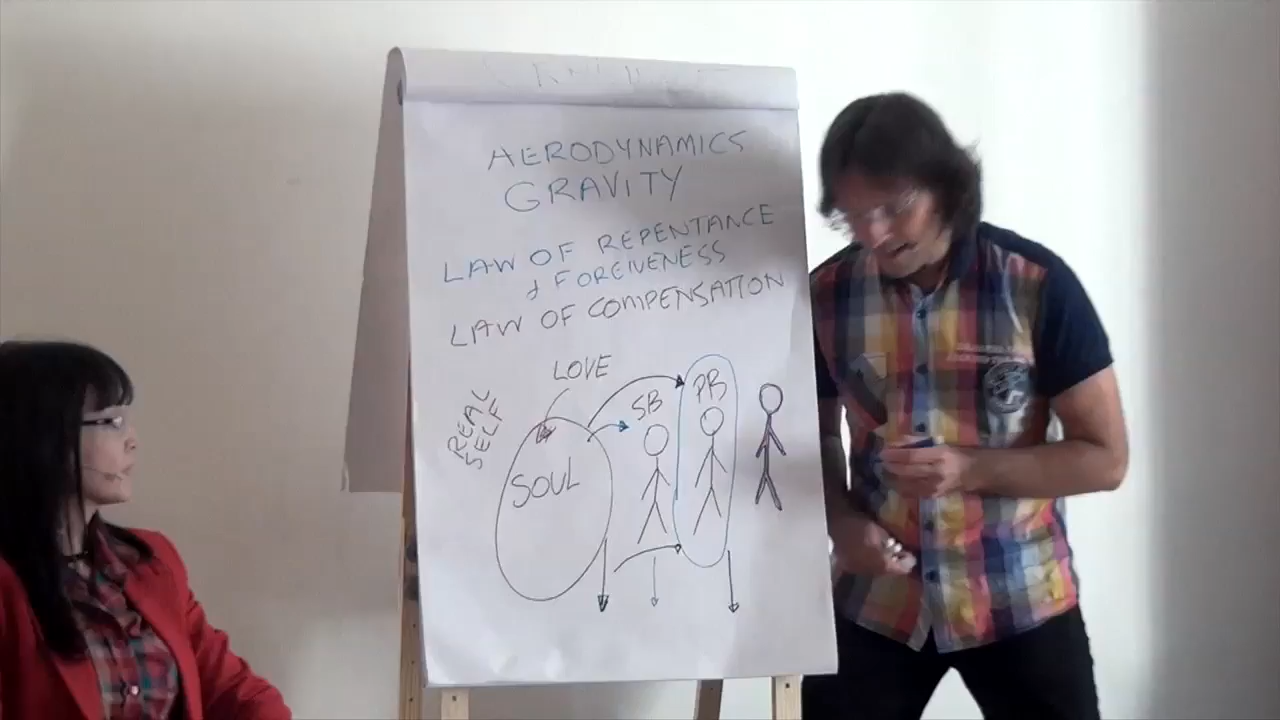 AERODYNAMICS
GRAVITY
LAW OF REPENTANCE
& FORGIVENESS
LAW OF COMPENSATION
LOVE
REAL
SELF
SOUL
SB
PB